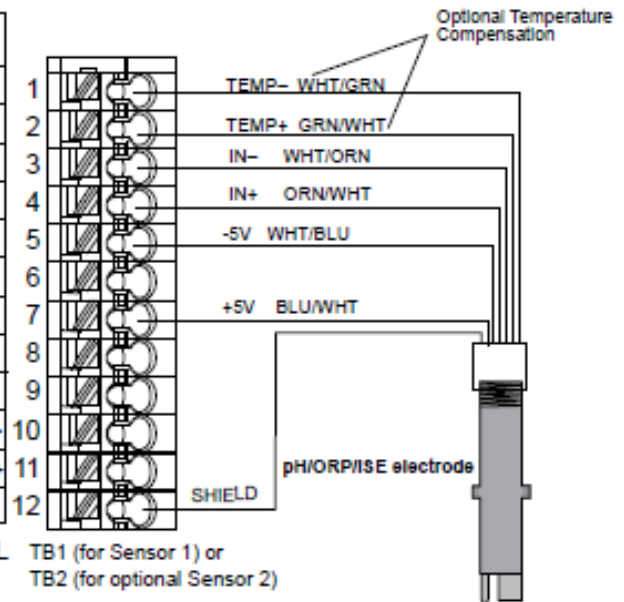 Optional Temperature
Compensation
1 TEMP– WHT/GRN
2 TEMP+ GRN/WHT
3 IN– WHT/ORN
4 IN+ ORN/WHT
5 -5V WHT/BLU
6
7 +5V BLU/WHT
8
9
10
11
12 SHIELD
pH/ORP/ISE electrode
L TB1 (for Sensor 1) or
TB2 (for optional Sensor 2)